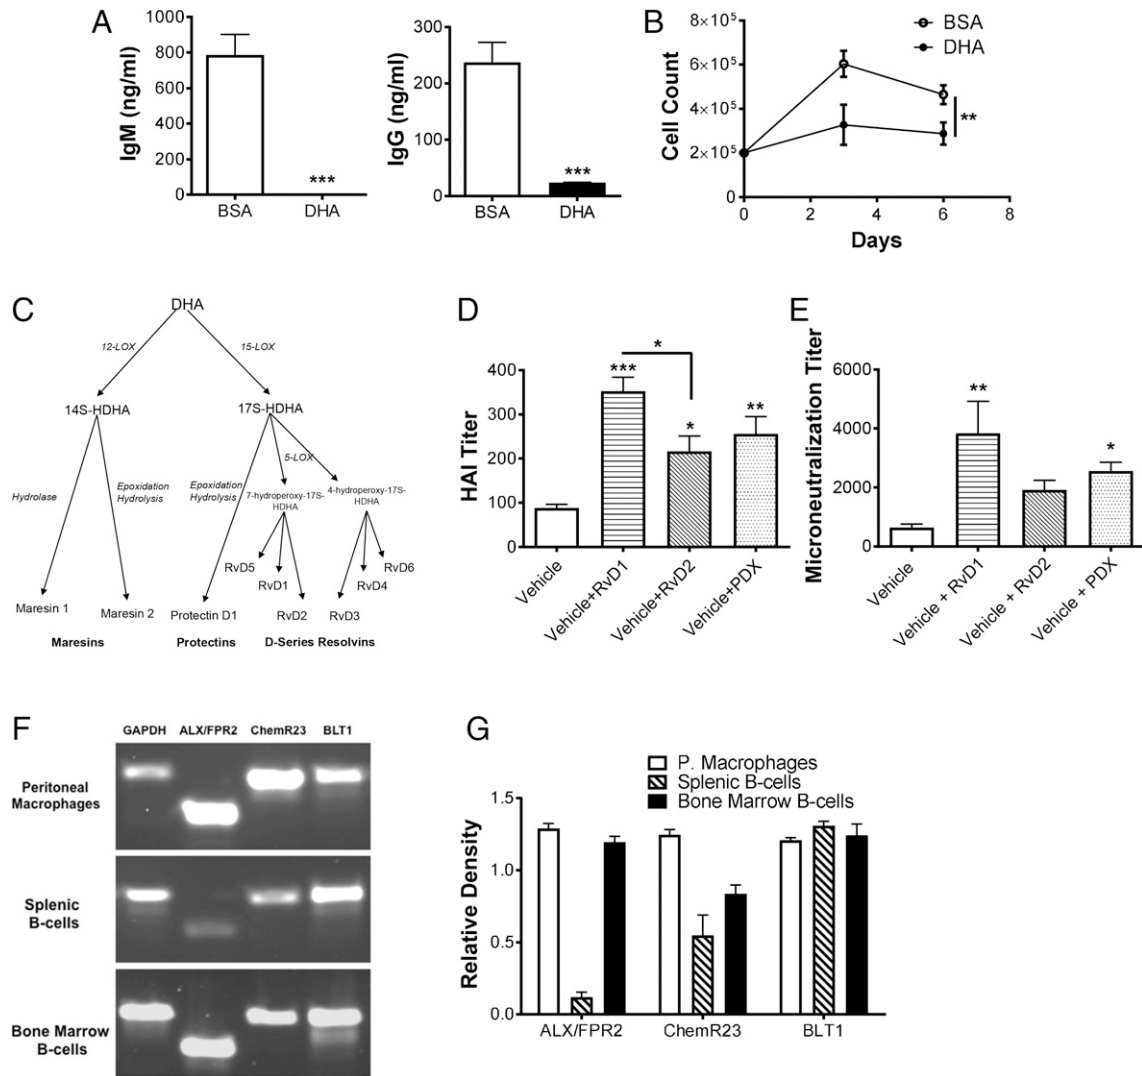 A
IgM (ng/ml)
1000
800
600
400
200
0
***
BSA
DHA
IgG (ng/ml)
300
200
100
0
***
BSA
DHA
B
BSA
DHA
Cell Count
8×10⁵
6×10⁵
4×10⁵
2×10⁵
0
**
0
2
4
6
8
Days
C
DHA
12-LOX
15-LOX
14S-HDHA
17S-HDHA
5-LOX
Hydrolase
Epoxidation
Hydrolysis
Epoxidation
Hydrolysis
7-hydroperoxy-17S-
HDHA
4-hydroperoxy-17S-
HDHA
RvD5
RvD1
RvD4
RvD6
Maresin 1
Maresin 2
Protectin D1
RvD2
RvD3
Maresins
Protectins
D-Series Resolvins
D
HAI Titer
400
300
200
100
0
*
***
*
**
Vehicle
Vehicle+RvD1
Vehicle+RvD2
Vehicle+PDX
E
Microneutralization Titer
6000
4000
2000
0
**
*
Vehicle
Vehicle + RvD1
Vehicle + RvD2
Vehicle + PDX
F
GAPDH
ALX/FPR2
ChemR23
BLT1
Peritoneal
Macrophages
Splenic
B-cells
Bone Marrow
B-cells
G
P. Macrophages
Splenic B-cells
Bone Marrow B-cells
Relative Density
1.5
1.0
0.5
0.0
ALX/FPR2
ChemR23
BLT1